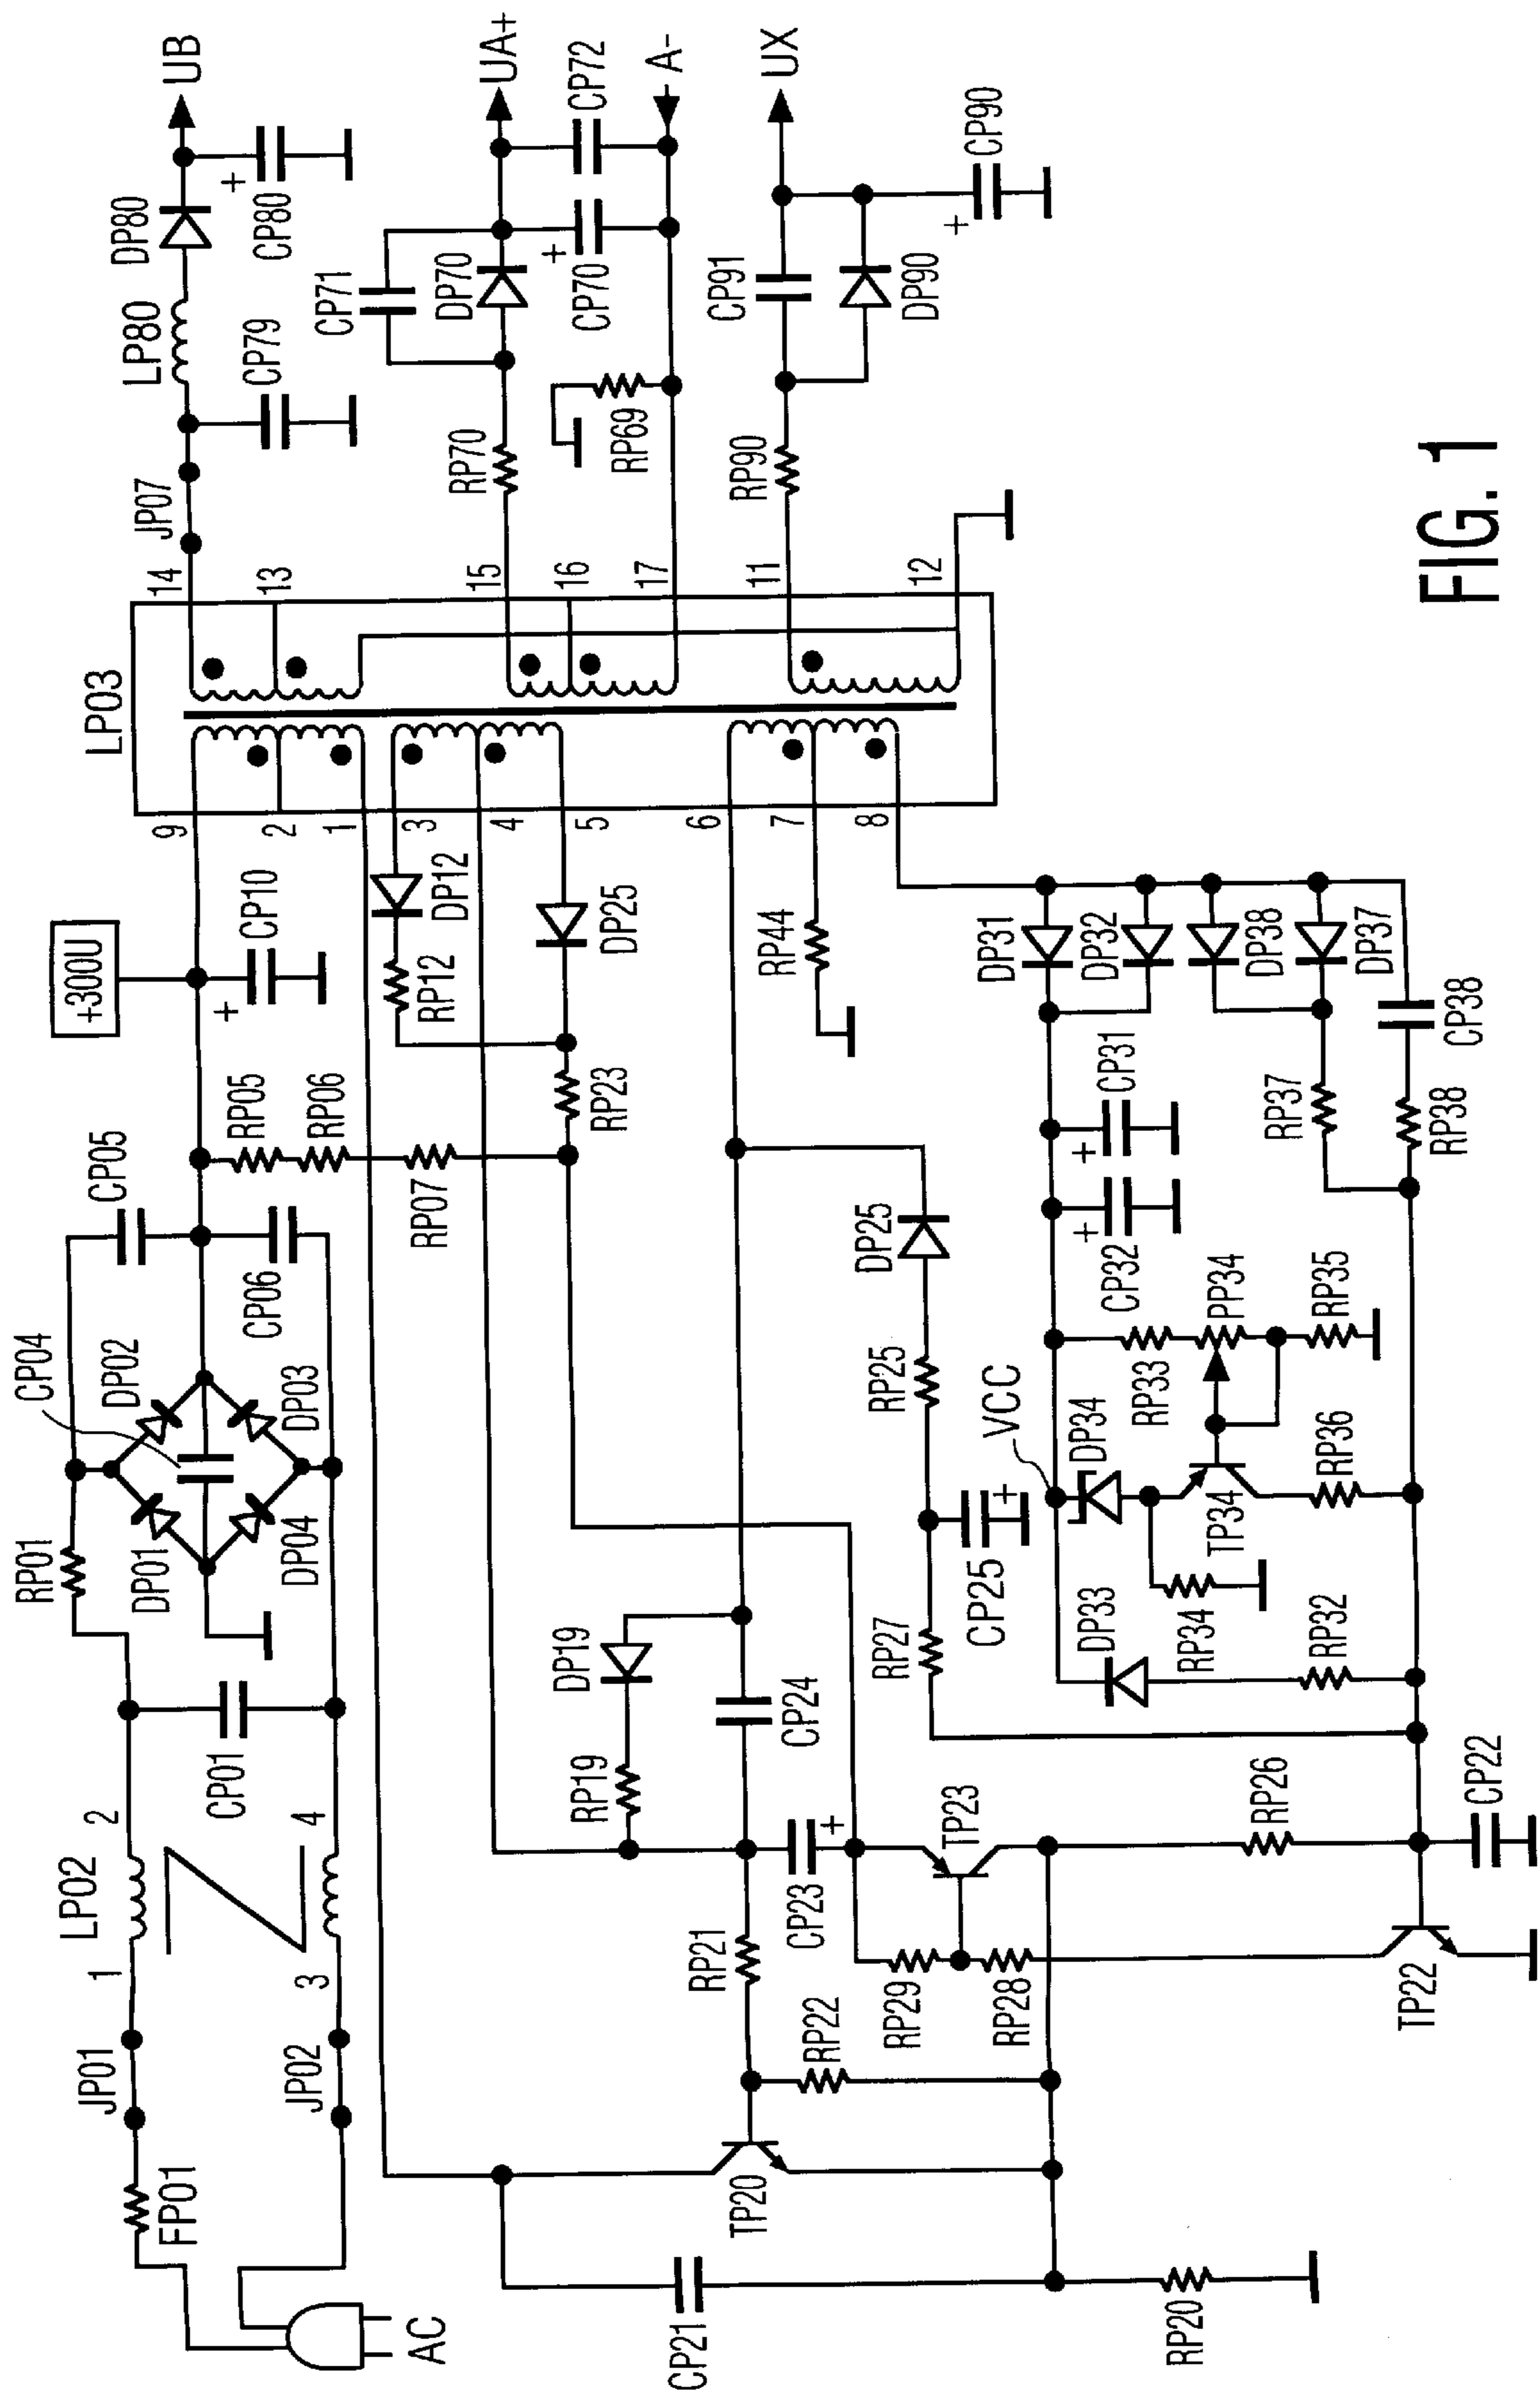 UB
DP80
CP80
LP80
CP79
JP07
UA+
CP72
A-
CP71
DP70
CP70
RP70
RP69
UX
CP90
CP91
DP90
RP90
14
13
15
16
17
11
12
LP03
9
2
1
3
4
5
6
7
8
+300U
CP10
+
DP12
RP12
DP25
RP23
RP05
RP06
RP07
CP05
CP06
CP04
DP02
DP03
DP01
DP04
RP01
CP01
LP02
2
4
1
3
JP01
JP02
FP01
AC
RP44
DP31
DP32
DP38
DP37
CP38
RP37
RP38
CP31
CP32
DP25
RP25
CP25
RP27
VCC
DP34
RP33
PP34
RP35
TP34
RP36
RP34
DP33
RP32
DP19
RP19
CP24
CP23
+
TP23
RP26
CP22
RP21
RP22
RP29
RP28
TP22
TP20
CP21
RP20
+
+
+
+
+
+
FIG. 1